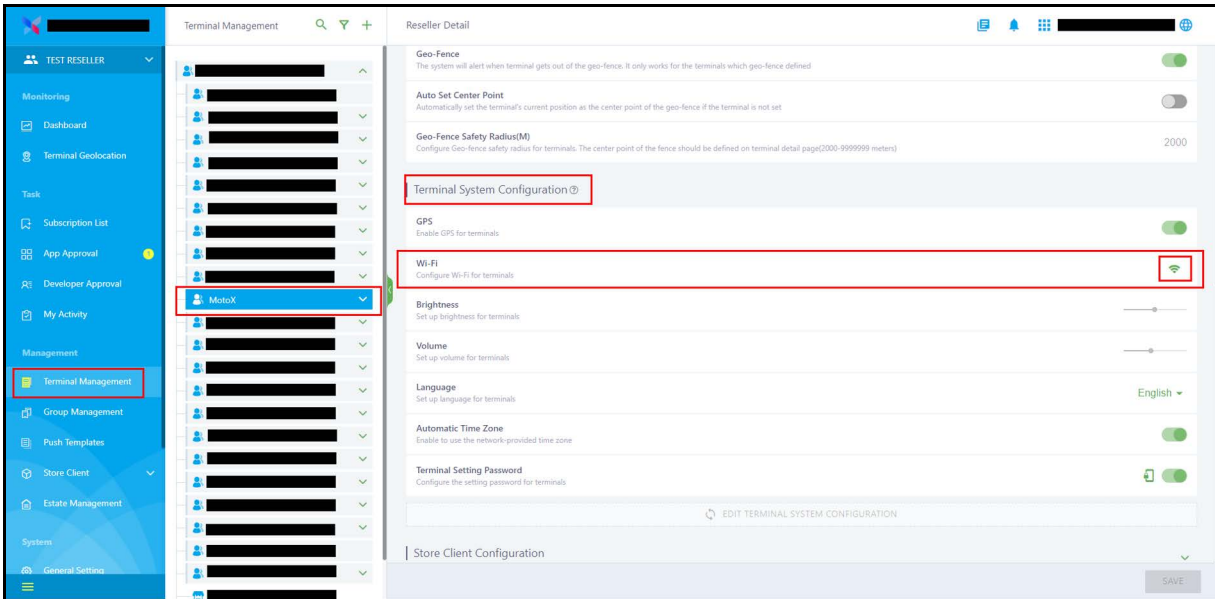 Terminal Management
Reseller Detail
TEST RESELLER
Monitoring
Dashboard
Terminal Geolocation
Task
Subscription List
App Approval
1
Developer Approval
My Activity
Management
Terminal Management
Group Management
Push Templates
Store Client
Estate Management
System
General Setting
MotoX
Geo-Fence
The system will alert when terminal gets out of the geo-fence. It only works for the terminals which geo-fence defined
Auto Set Center Point
Automatically set the terminal's current position as the center point of the geo-fence if the terminal is not set
Geo-Fence Safety Radius(M)
Configure Geo-fence safety radius for terminals. The center point of the fence should be defined on terminal detail page(2000-9999999 meters)
2000
Terminal System Configuration
GPS
Enable GPS for terminals
Wi-Fi
Configure Wi-Fi for terminals
Brightness
Set up brightness for terminals
Volume
Set up volume for terminals
Language
Set up language for terminals
English
Automatic Time Zone
Enable to use the network-provided time zone
Terminal Setting Password
Configure the setting password for terminals
EDIT TERMINAL SYSTEM CONFIGURATION
Store Client Configuration
SAVE